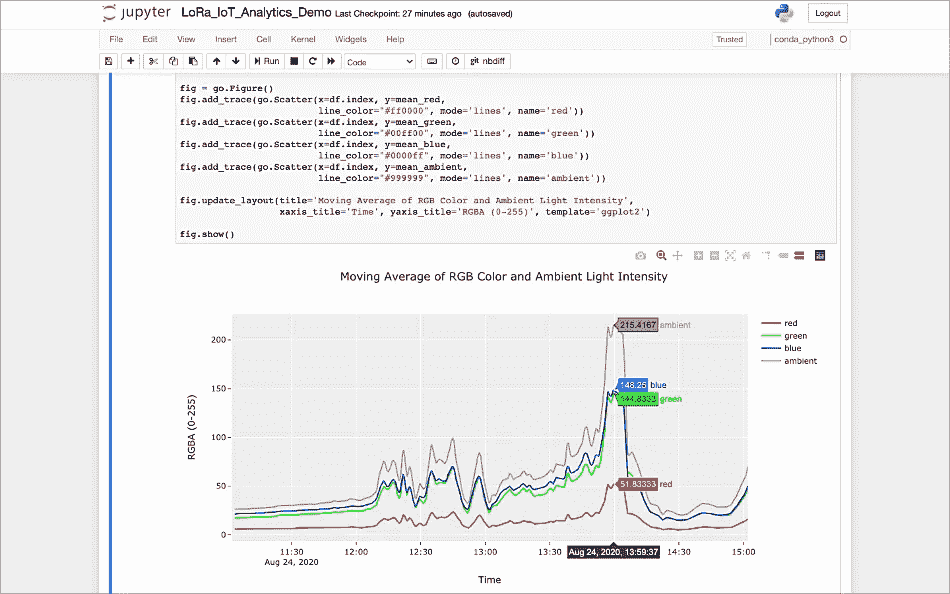 jupyter LoRa_IoT_Analytics_Demo Last Checkpoint: 27 minutes ago (autosaved)
Logout
File Edit View Insert Cell Kernel Widgets Help
Trusted
conda_python3
Run
Code
git nbdiff
fig = go.Figure()
fig.add_trace(go.Scatter(x=df.index, y=mean_red,
line_color="#ff0000", mode='lines', name='red'))
fig.add_trace(go.Scatter(x=df.index, y=mean_green,
line_color="#00ff00", mode='lines', name='green'))
fig.add_trace(go.Scatter(x=df.index, y=mean_blue,
line_color="#0000ff", mode='lines', name='blue'))
fig.add_trace(go.Scatter(x=df.index, y=mean_ambient,
line_color="#999999", mode='lines', name='ambient'))
fig.update_layout(title='Moving Average of RGB Color and Ambient Light Intensity',
xaxis_title='Time', yaxis_title='RGBA (0-255)', template='ggplot2')
fig.show()
Moving Average of RGB Color and Ambient Light Intensity
RGBA (0-255)
200
150
100
50
0
215.4167 ambient
148.25 blue
144.8333 green
51.83333 red
red
green
blue
ambient
11:30 12:00 12:30 13:00 13:30 14:30 15:00
Aug 24, 2020
Aug 24, 2020, 13:59:37
Time